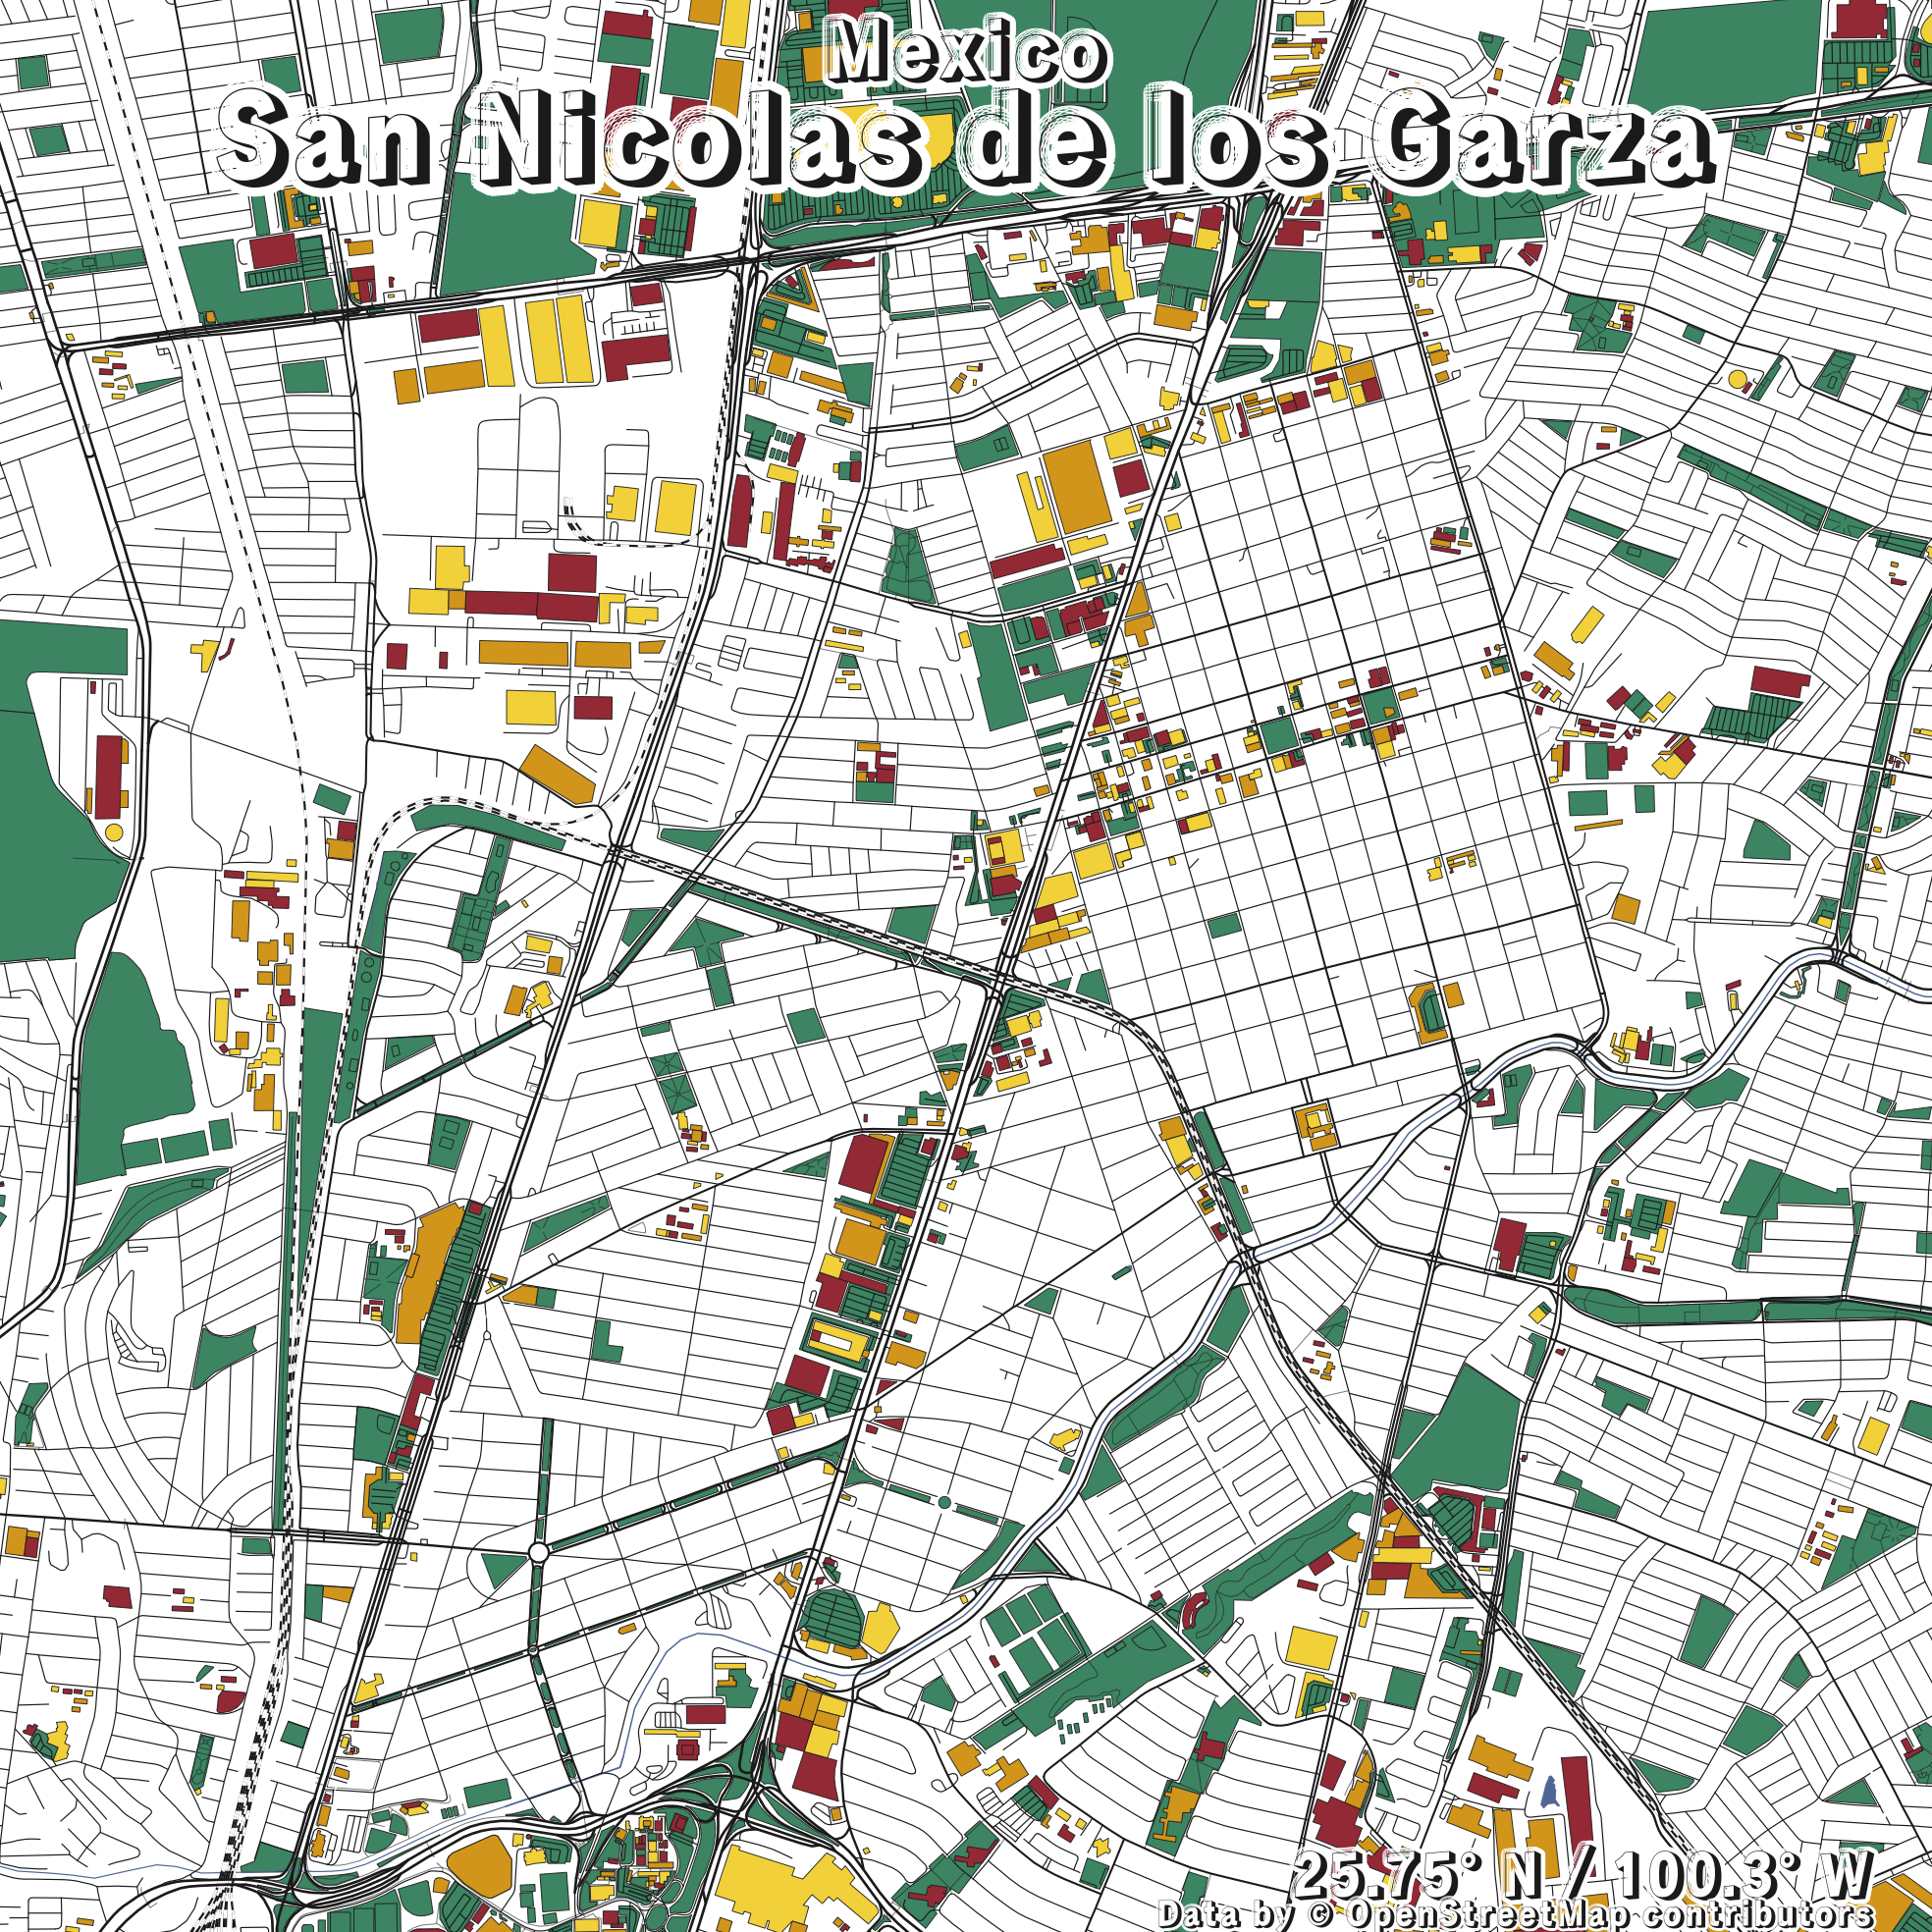 Mexico
San Nicolas de los Garza
25.75° N / 100.3° W
Data by © OpenStreetMap contributors